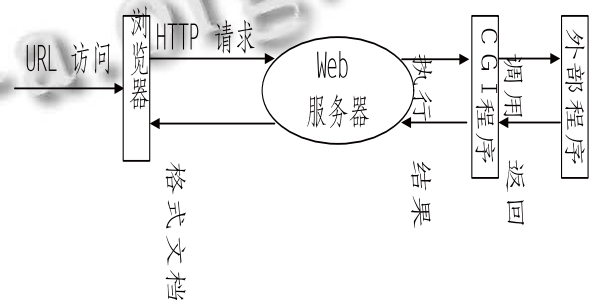 URL 访问
浏览器
HTTP 请求
Web
服务器
执行
CGI程序
调用
外部程序
格式文档
结果
返回